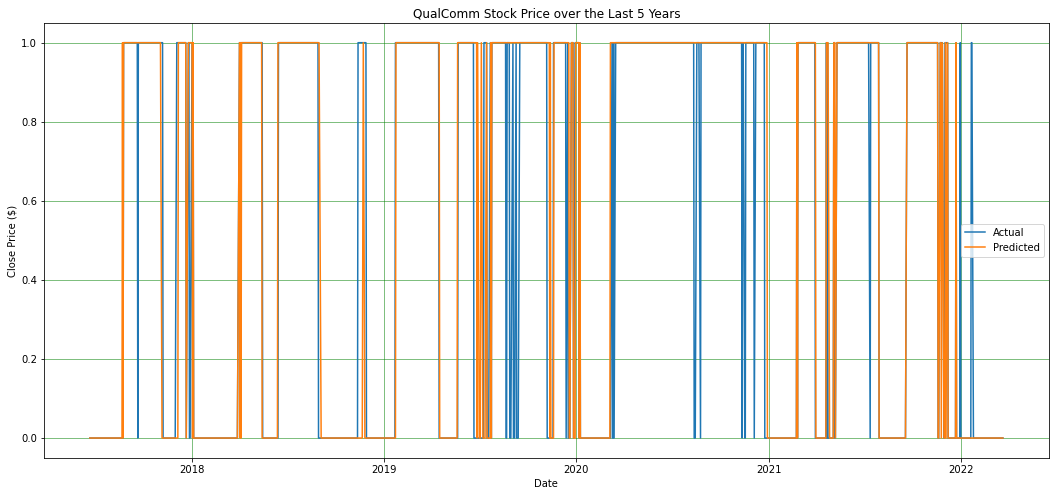 QualComm Stock Price over the Last 5 Years
1.0
0.8
0.6
0.4
0.2
0.0
Close Price ($)
Actual
Predicted
2018
2019
2020
2021
2022
Date